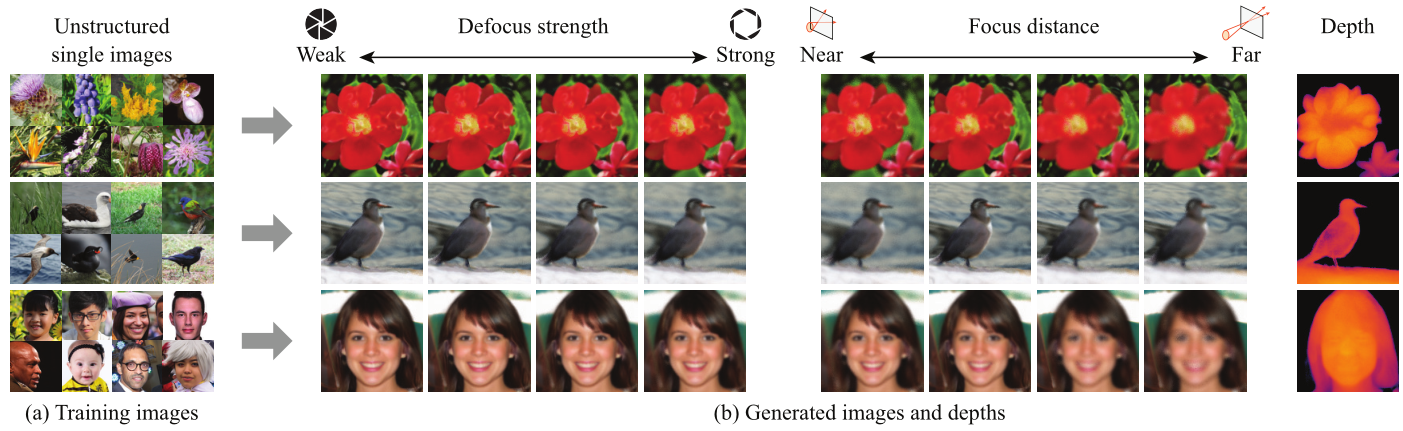 Unstructured
single images
Defocus strength
Weak
Strong
Focus distance
Near
Far
Depth
(a) Training images
(b) Generated images and depths